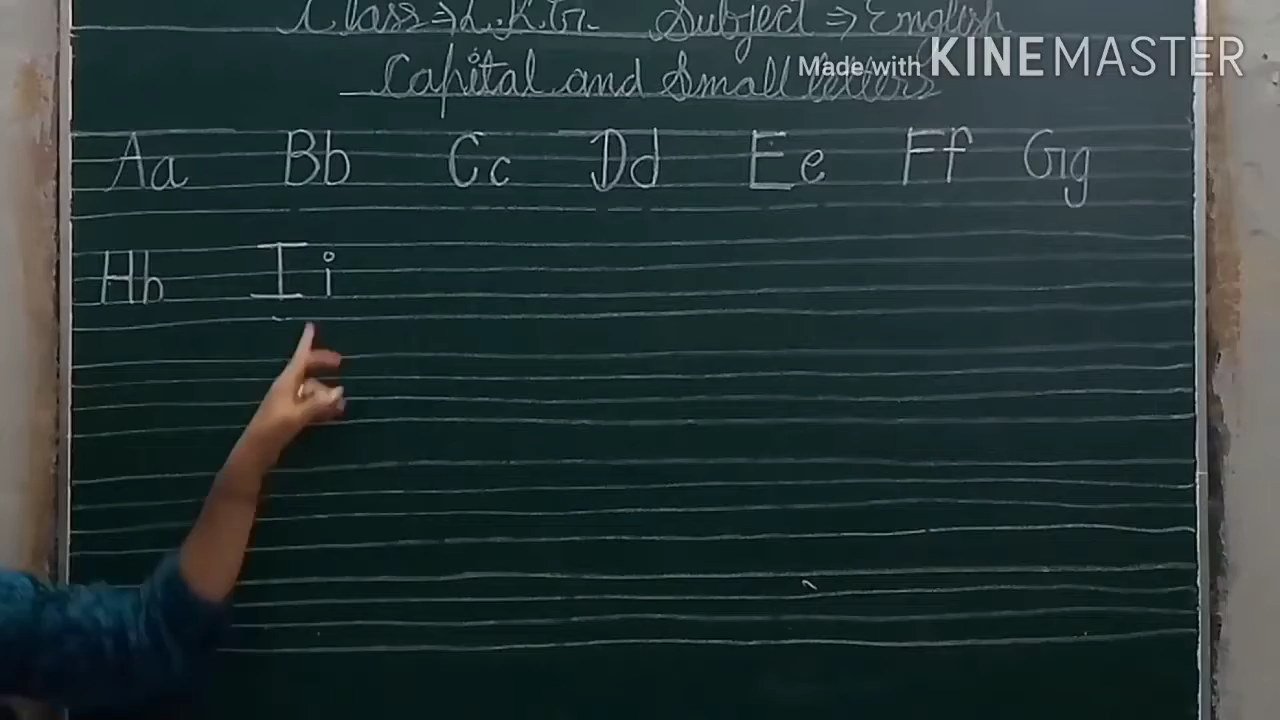 Class ⇒ L.K.G. Subject ⇒ English
Capital and Small letters
Made with KINEMASTER
Aa Bb Cc Dd Ee Ff Gg
Hh Ii